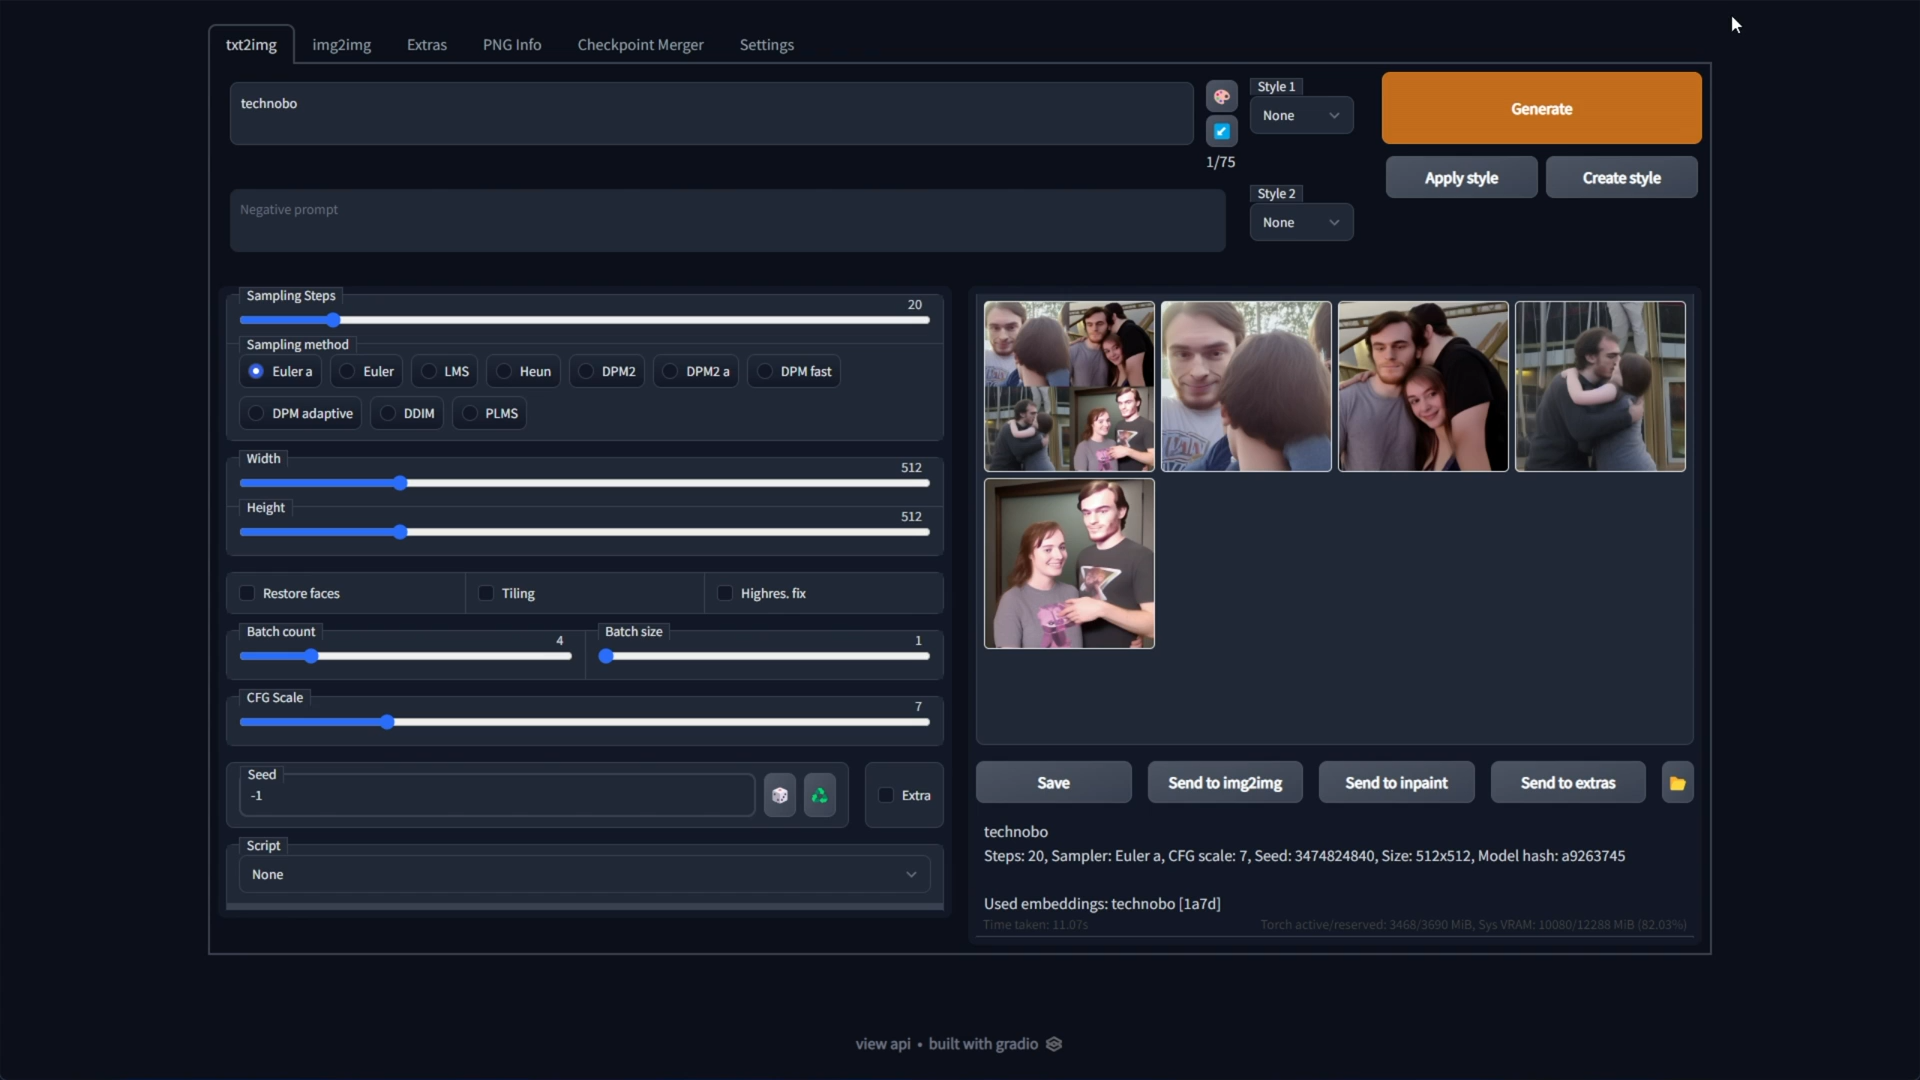 txt2img
img2img
Extras
PNG Info
Checkpoint Merger
Settings
technobo
1/75
Style 1
None
Generate
Apply style
Create style
Negative prompt
Style 2
None
Sampling Steps
20
Sampling method
Euler a
Euler
LMS
Heun
DPM2
DPM2 a
DPM fast
DPM adaptive
DDIM
PLMS
Width
512
Height
512
Restore faces
Tiling
Highres. fix
Batch count
4
Batch size
1
CFG Scale
7
Seed
-1
Extra
Script
None
Save
Send to img2img
Send to inpaint
Send to extras
technobo
Steps: 20, Sampler: Euler a, CFG scale: 7, Seed: 3474824840, Size: 512x512, Model hash: a9263745
Used embeddings: technobo [1a7d]
Time taken: 11.07s
Torch active/reserved: 3468/3690 MiB, Sys VRAM: 10080/12288 MiB (82.03%)
view api • built with gradio